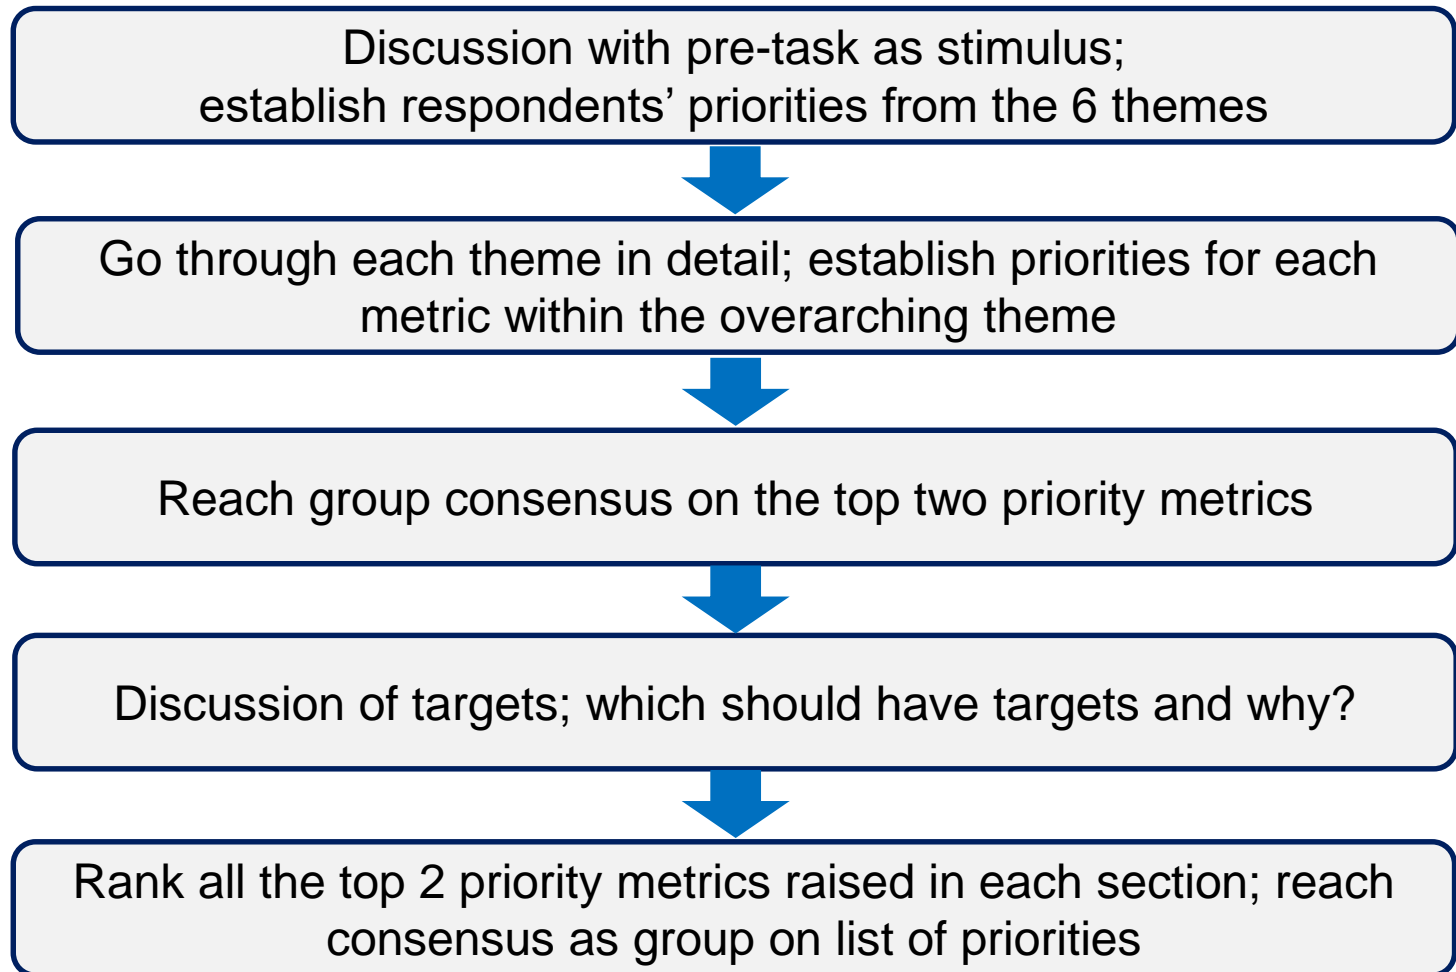 Discussion with pre-task as stimulus;
establish respondents’ priorities from the 6 themes
Go through each theme in detail; establish priorities for each
metric within the overarching theme
Reach group consensus on the top two priority metrics
Discussion of targets; which should have targets and why?
Rank all the top 2 priority metrics raised in each section; reach
consensus as group on list of priorities